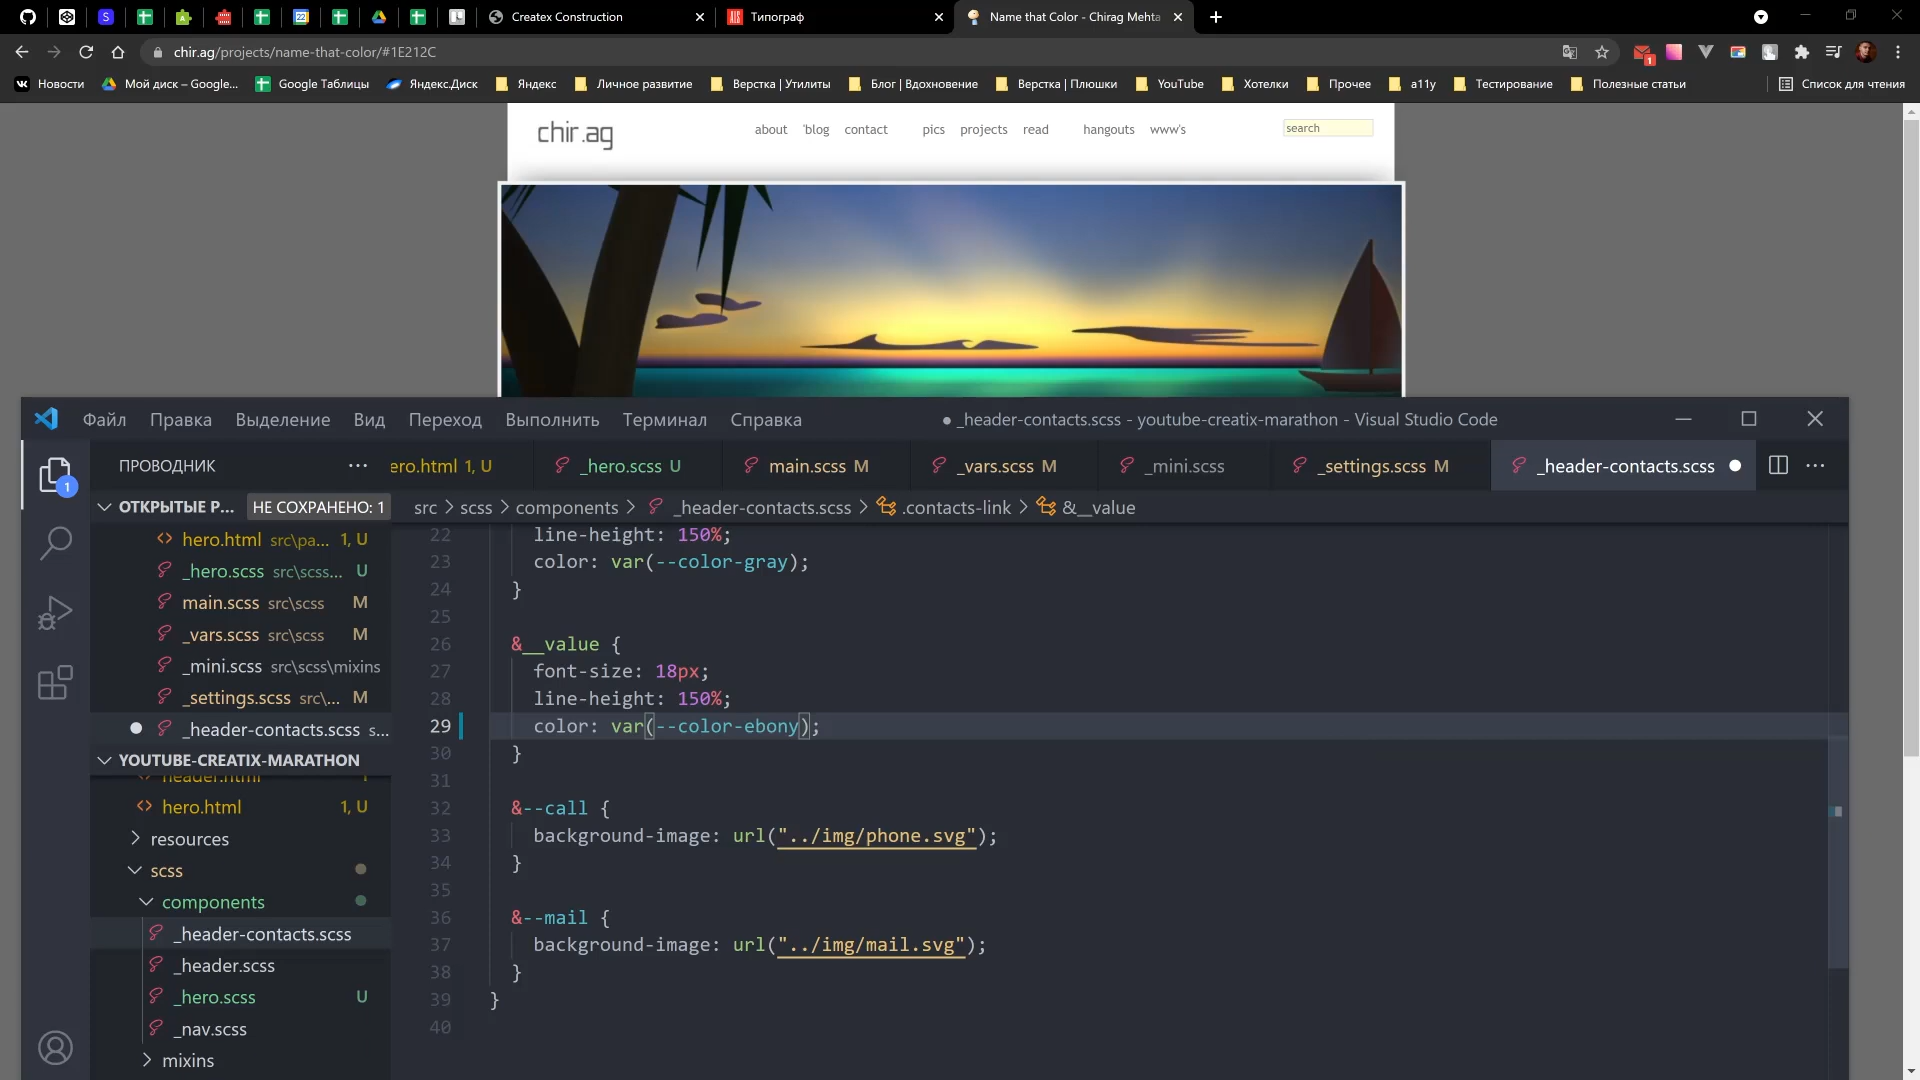 Createx Construction
Типограф
Name that Color - Chirag Mehta
chir.ag/projects/name-that-color/#1E212C
Новости
Мой диск – Google...
Google Таблицы
Яндекс.Диск
Яндекс
Личное развитие
Верстка | Утилиты
Блог | Вдохновение
Верстка | Плюшки
YouTube
Хотелки
Прочее
a11y
Тестирование
Полезные статьи
Список для чтения
chir.ag
about 'blog contact pics projects read hangouts www's
search
Файл Правка Выделение Вид Переход Выполнить Терминал Справка
● _header-contacts.scss - youtube-creatix-marathon - Visual Studio Code
ПРОВОДНИК
ero.html 1, U
_hero.scss U
main.scss M
_vars.scss M
_mini.scss
_settings.scss M
_header-contacts.scss
ОТКРЫТЫЕ Р... НЕ СОХРАНЕНО: 1
src > scss > components > _header-contacts.scss > .contacts-link > &__value
hero.html src\pa... 1, U
_hero.scss src\scss... U
main.scss src\scss M
_vars.scss src\scss M
_mini.scss src\scss\mixins
_settings.scss src\... M
_header-contacts.scss s...
YOUTUBE-CREATIX-MARATHON
header.html
hero.html 1, U
resources
scss
components
_header-contacts.scss
_header.scss
_hero.scss U
_nav.scss
mixins
1
22 line-height: 150%;
23 color: var(--color-gray);
24 }
25
26 &__value {
27 font-size: 18px;
28 line-height: 150%;
29 color: var(--color-ebony);
30 }
31
32 &--call {
33 background-image: url("../img/phone.svg");
34 }
35
36 &--mail {
37 background-image: url("../img/mail.svg");
38 }
39 }
40